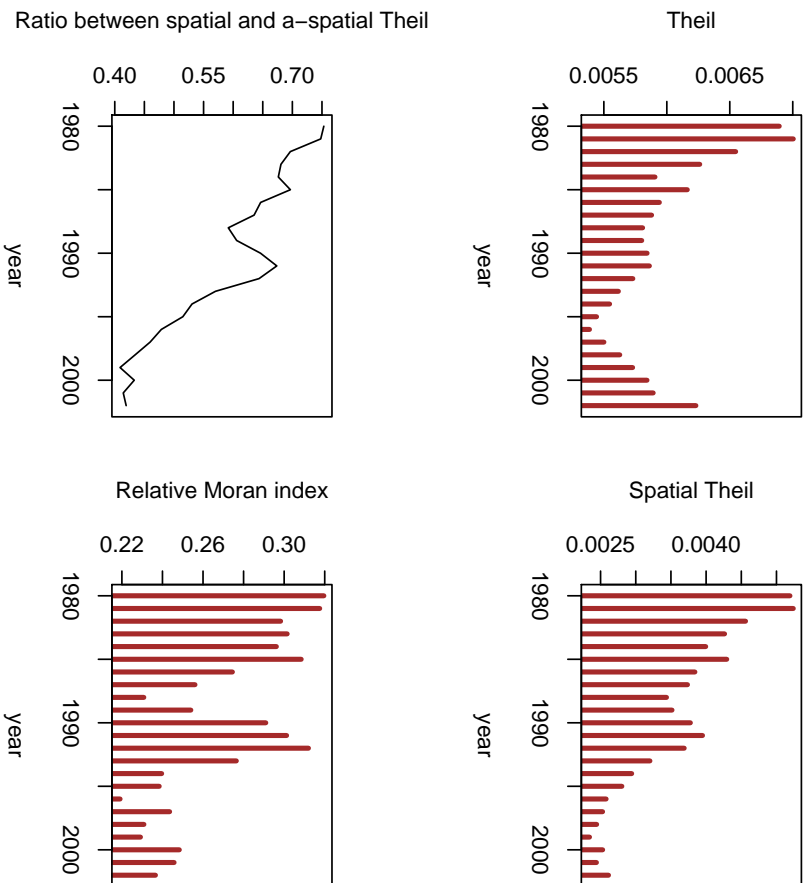 Ratio between spatial and a−spatial Theil
0.40 0.55 0.70
1980 1990 2000
year
Theil
0.0055 0.0065
1980 1990 2000
year
Relative Moran index
0.22 0.26 0.30
1980 1990 2000
year
Spatial Theil
0.0025 0.0040
1980 1990 2000